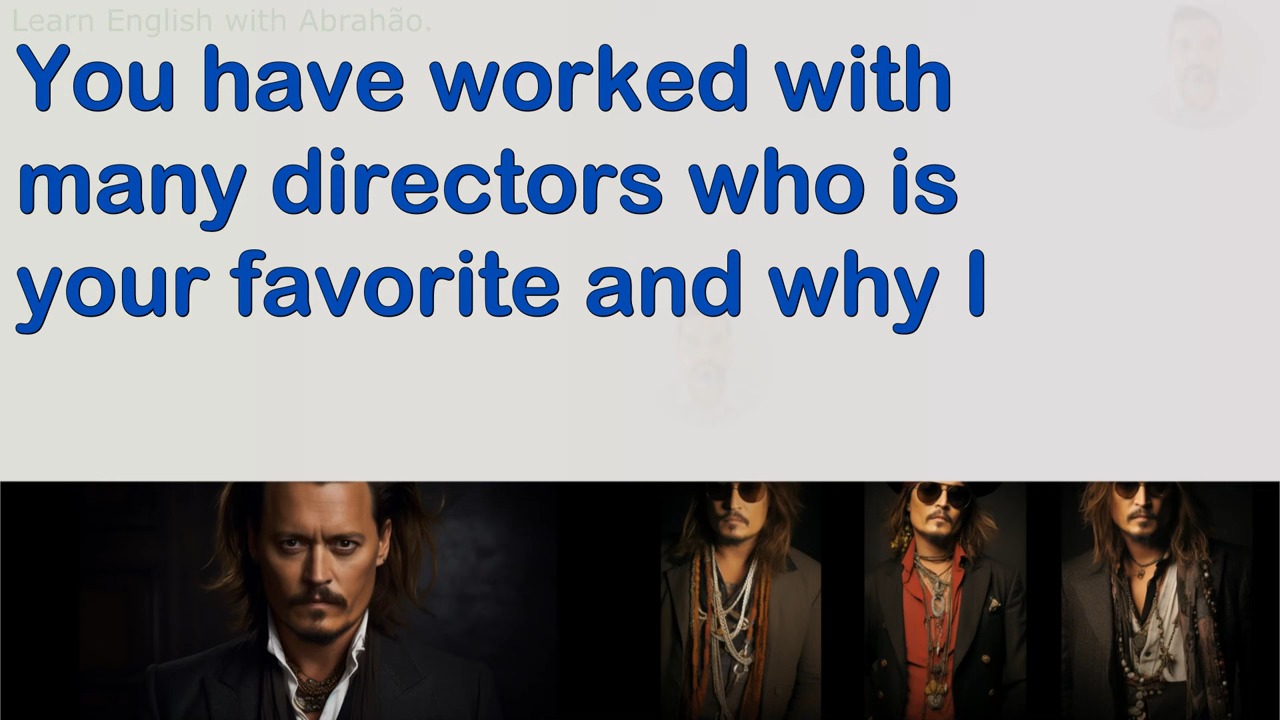 Learn English with Abrahão.
You have worked with
many directors who is
your favorite and why I